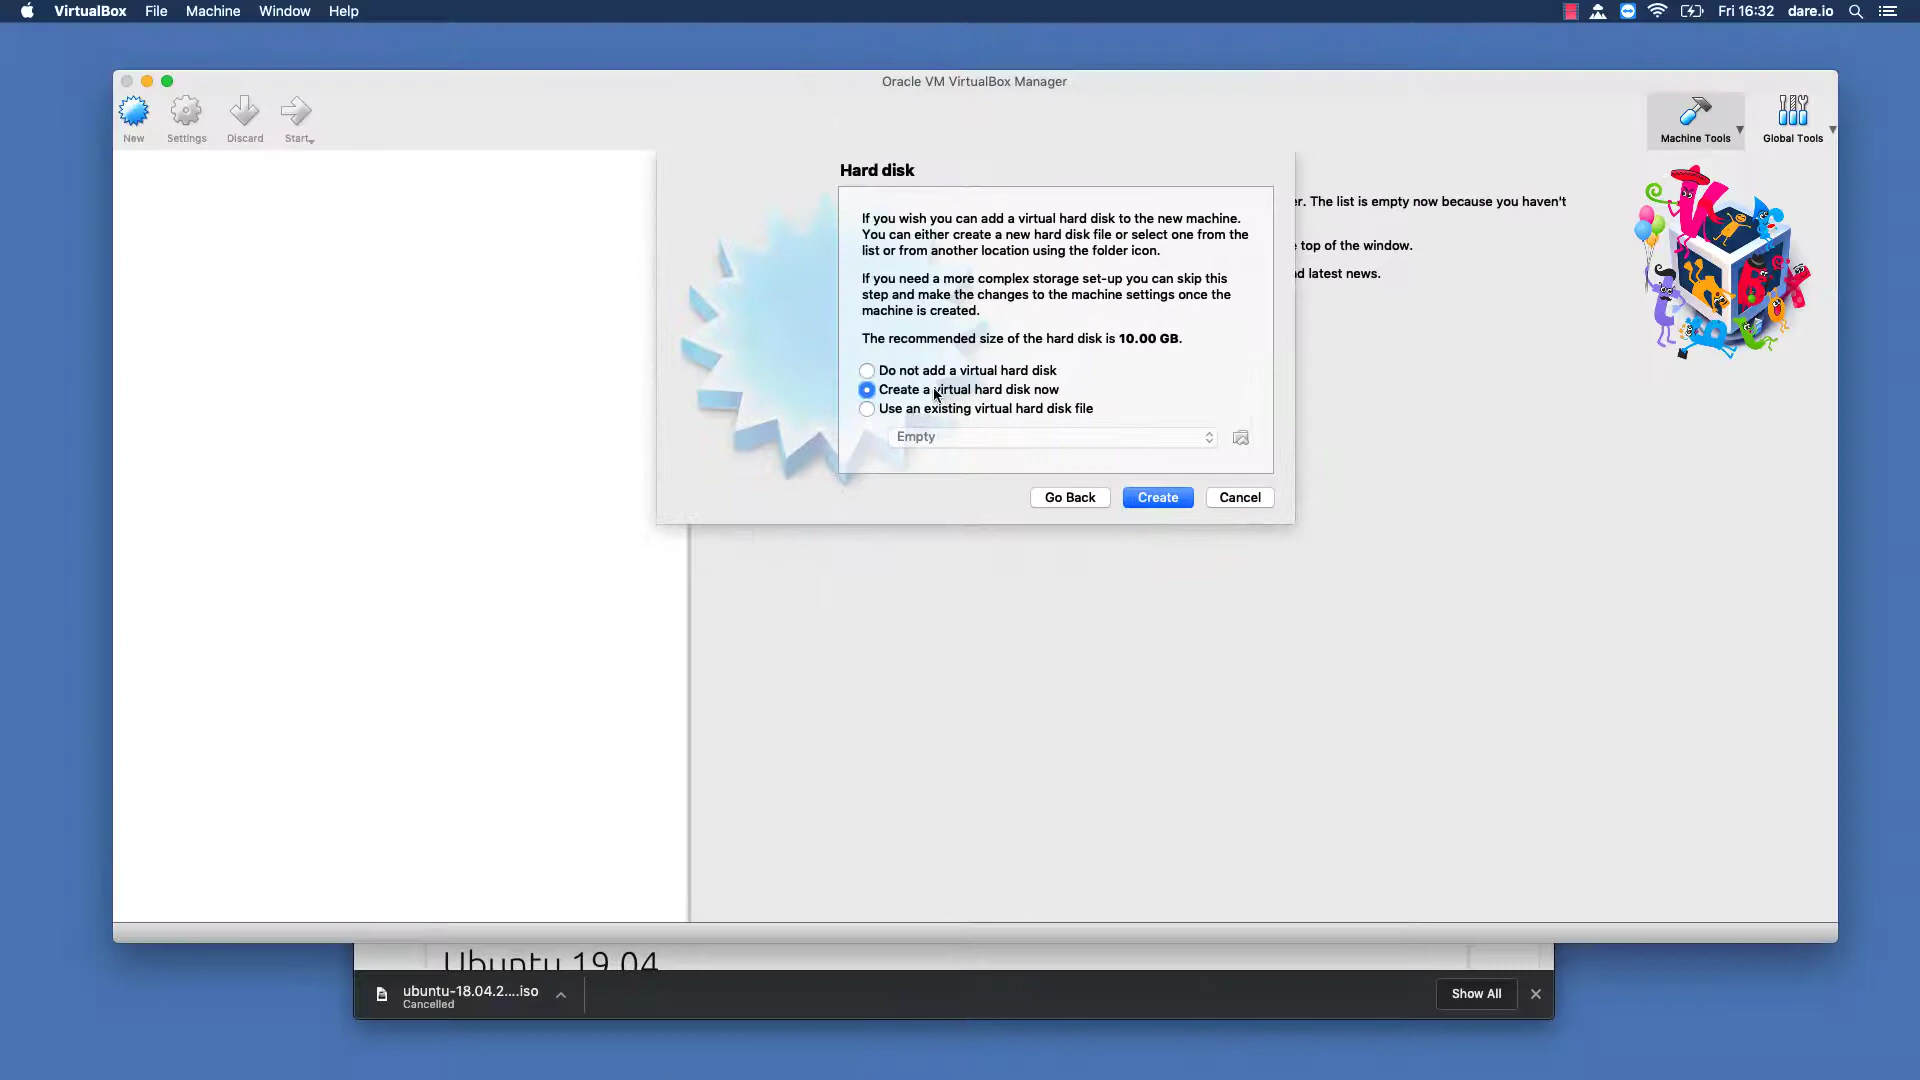 VirtualBox File Machine Window Help
Fri 16:32 dare.io
Oracle VM VirtualBox Manager
New Settings Discard Start
Machine Tools Global Tools
Hard disk
If you wish you can add a virtual hard disk to the new machine.
You can either create a new hard disk file or select one from the
list or from another location using the folder icon.
If you need a more complex storage set-up you can skip this
step and make the changes to the machine settings once the
machine is created.
The recommended size of the hard disk is 10.00 GB.
Do not add a virtual hard disk
Create a virtual hard disk now
Use an existing virtual hard disk file
Empty
Go Back Create Cancel
er. The list is empty now because you haven't
top of the window.
latest news.
Ubuntu 19.04
ubuntu-18.04.2....iso
Cancelled
Show All